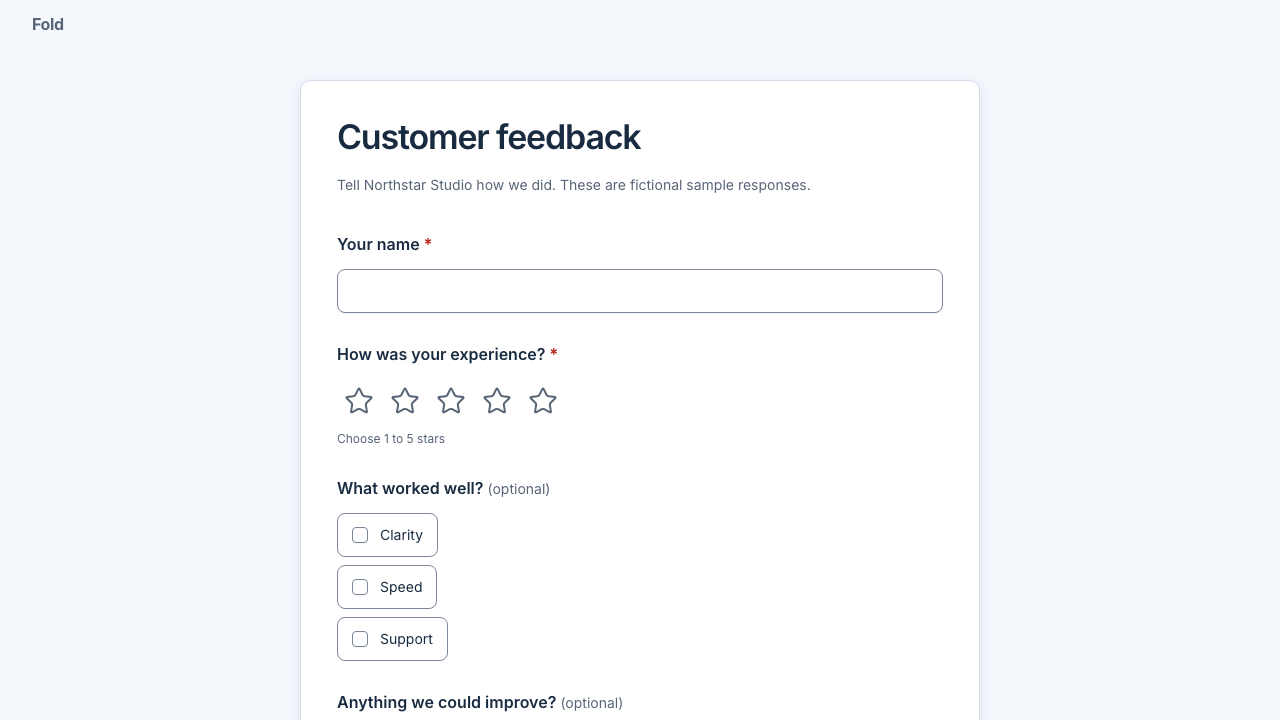 Fold
Customer feedback
Tell Northstar Studio how we did. These are fictional sample responses.
Your name *
How was your experience? *
Choose 1 to 5 stars
What worked well? (optional)
Clarity
Speed
Support
Anything we could improve? (optional)